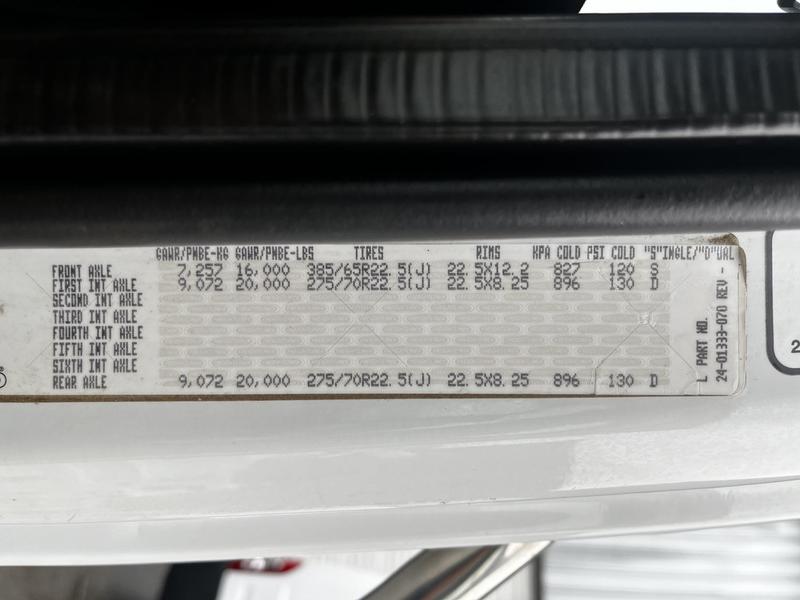 GAWR/PNBE-KG GAWR/PNBE-LBS TIRES RIMS KPA COLD PSI COLD "S"INGLE/"D"UAL
FRONT AXLE 7,257 16,000 385/65R22.5(J) 22.5X12.2 827 120 S
FIRST INT AXLE 9,072 20,000 275/70R22.5(J) 22.5X8.25 896 130 D
SECOND INT AXLE
THIRD INT AXLE
FOURTH INT AXLE
FIFTH INT AXLE
SIXTH INT AXLE
REAR AXLE 9,072 20,000 275/70R22.5(J) 22.5X8.25 896 130 D
L PART NO.
24-01333-070 REV -
2